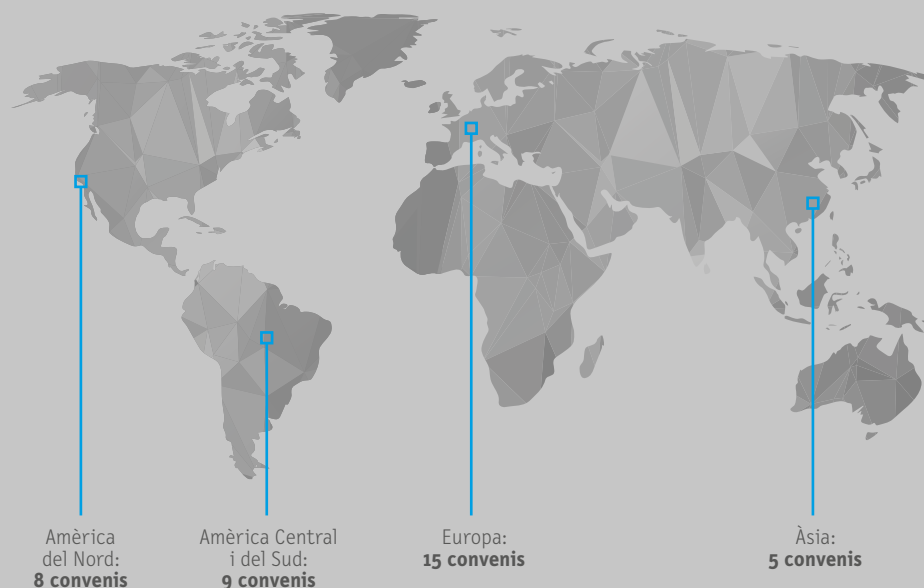 Amèrica
del Nord:
8 convenis
Amèrica Central
i del Sud:
9 convenis
Europa:
15 convenis
Àsia:
5 convenis